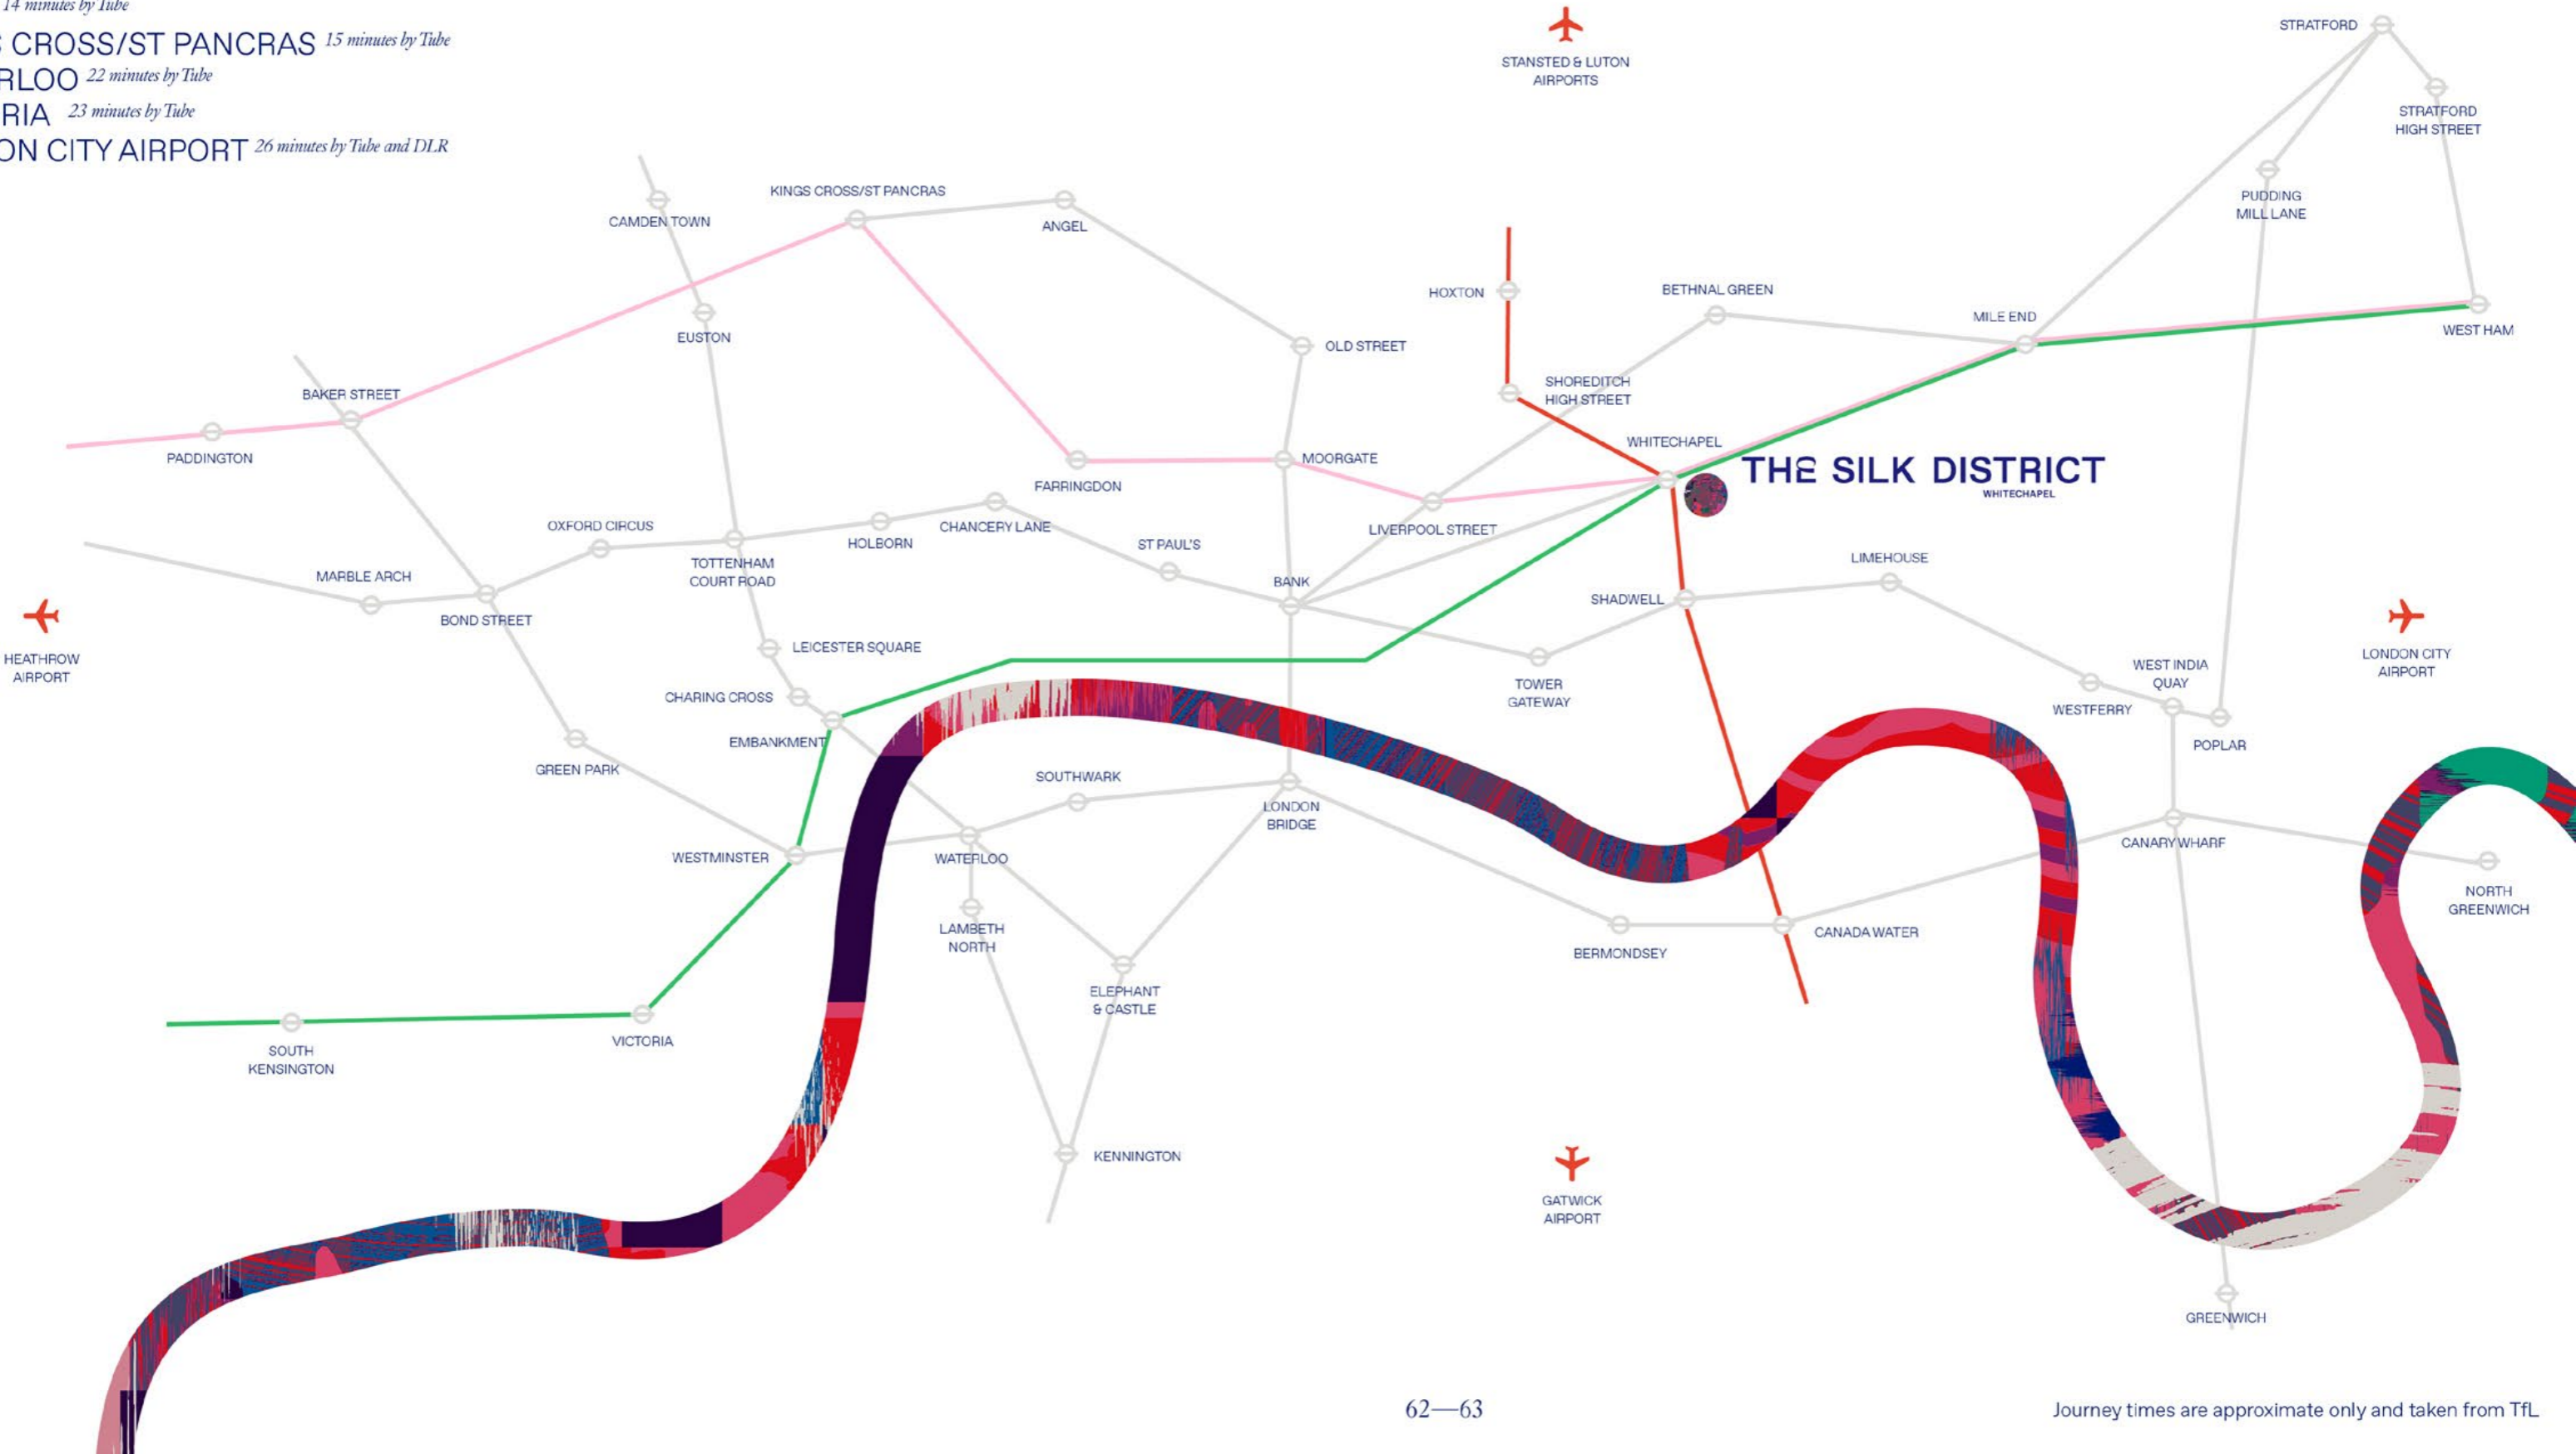 14 minutes by Tube
CROSS/ST PANCRAS 15 minutes by Tube
RLOO 22 minutes by Tube
RIA 23 minutes by Tube
ON CITY AIRPORT 26 minutes by Tube and DLR
STANSTED & LUTON
AIRPORTS
STRATFORD
STRATFORD
HIGH STREET
PUDDING
MILL LANE
CAMDEN TOWN
KINGS CROSS/ST PANCRAS
ANGEL
HOXTON
BETHNAL GREEN
MILE END
WEST HAM
EUSTON
OLD STREET
SHOREDITCH
HIGH STREET
BAKER STREET
PADDINGTON
WHITECHAPEL
MOORGATE
FARRINGDON
THE SILK DISTRICT
WHITECHAPEL
OXFORD CIRCUS
HOLBORN
CHANCERY LANE
LIVERPOOL STREET
ST PAUL'S
TOTTENHAM
COURT ROAD
MARBLE ARCH
BOND STREET
BANK
SHADWELL
LIMEHOUSE
HEATHROW
AIRPORT
LEICESTER SQUARE
LONDON CITY
AIRPORT
WEST INDIA
QUAY
CHARING CROSS
TOWER
GATEWAY
WESTFERRY
POPLAR
EMBANKMENT
GREEN PARK
SOUTHWARK
LONDON
BRIDGE
WESTMINSTER
WATERLOO
CANARY WHARF
NORTH
GREENWICH
LAMBETH
NORTH
BERMONDSEY
CANADA WATER
ELEPHANT
& CASTLE
SOUTH
KENSINGTON
VICTORIA
KENNINGTON
GATWICK
AIRPORT
GREENWICH
62—63
Journey times are approximate only and taken from TfL